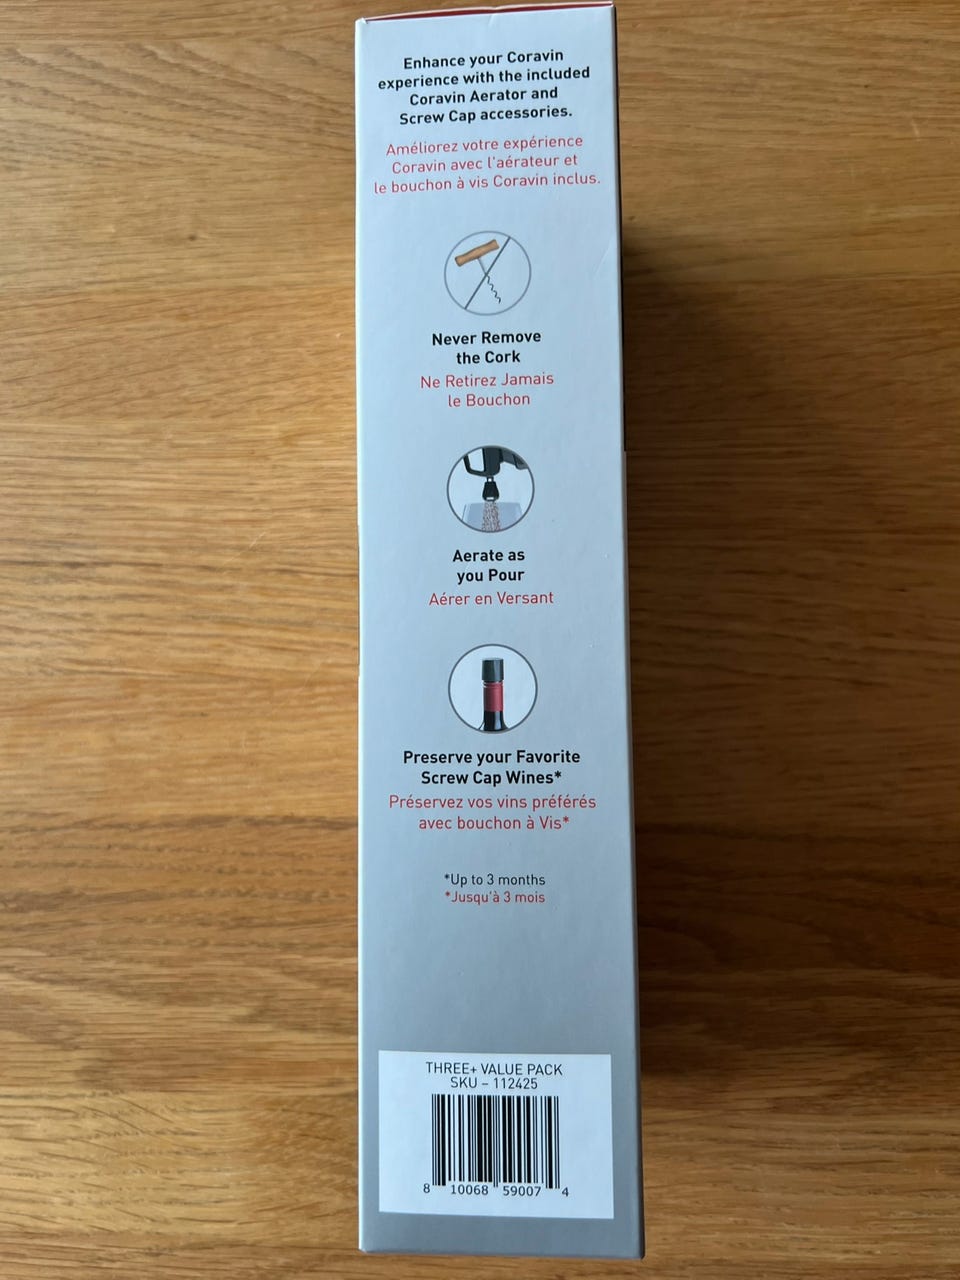 Enhance your Coravin
experience with the included
Coravin Aerator and
Screw Cap accessories.
Améliorez votre expérience
Coravin avec l'aérateur et
le bouchon à vis Coravin inclus.
Never Remove
the Cork
Ne Retirez Jamais
le Bouchon
Aerate as
you Pour
Aérer en Versant
Preserve your Favorite
Screw Cap Wines*
Préservez vos vins préférés
avec bouchon à Vis*
*Up to 3 months
*Jusqu'à 3 mois
THREE+ VALUE PACK
SKU – 112425
8 10068 59007 4